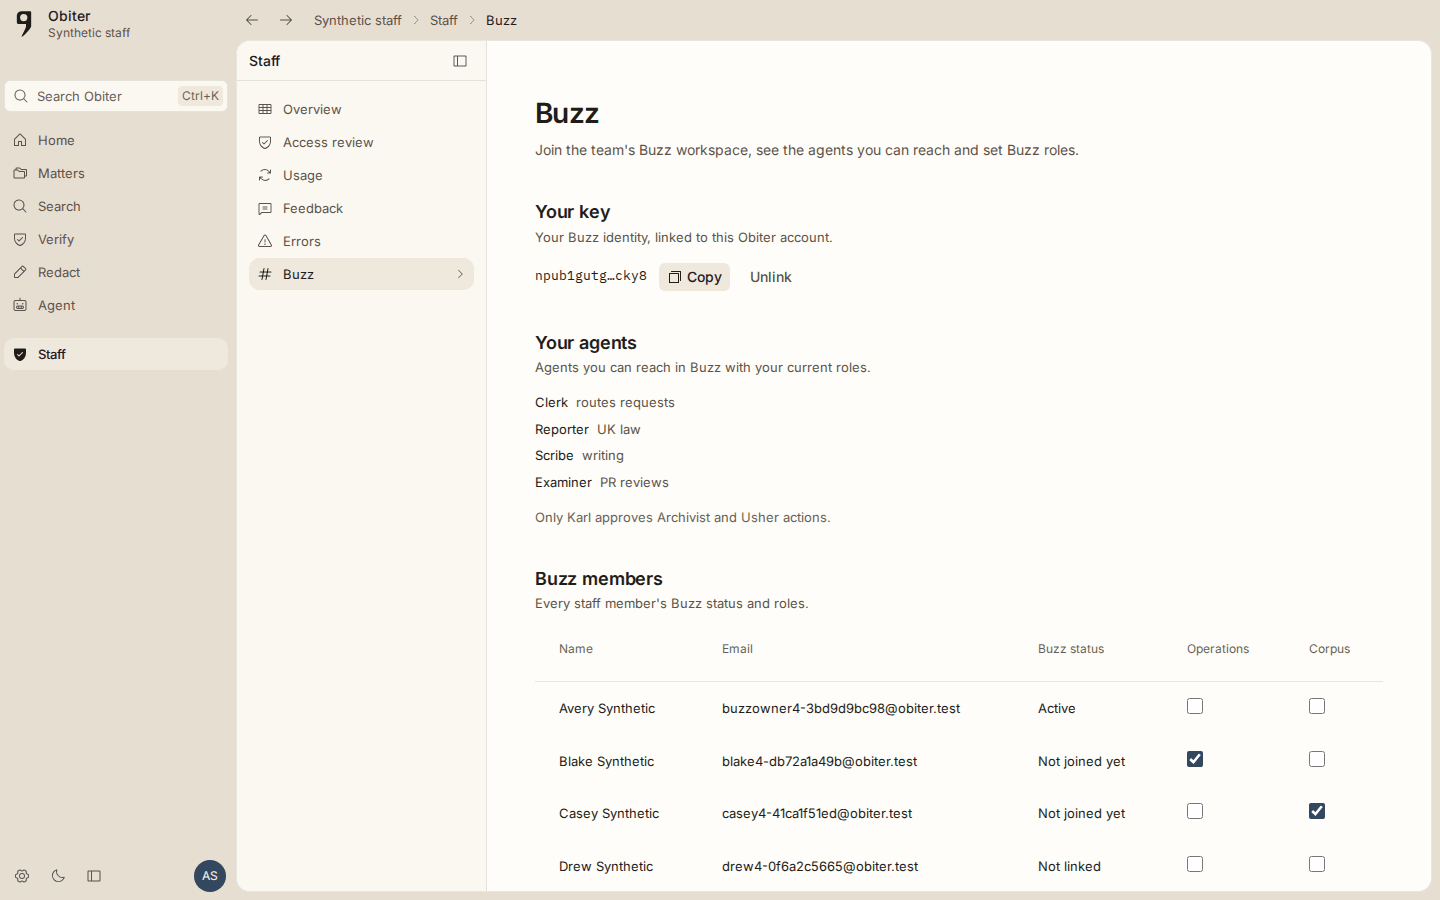 Obiter
Synthetic staff
Search Obiter Ctrl+K
Home
Matters
Search
Verify
Redact
Agent
Staff
AS
Synthetic staff Staff Buzz
Staff
Overview
Access review
Usage
Feedback
Errors
Buzz
Buzz
Join the team's Buzz workspace, see the agents you can reach and set Buzz roles.
Your key
Your Buzz identity, linked to this Obiter account.
npub1gutg…cky8 Copy Unlink
Your agents
Agents you can reach in Buzz with your current roles.
Clerk routes requests
Reporter UK law
Scribe writing
Examiner PR reviews
Only Karl approves Archivist and Usher actions.
Buzz members
Every staff member's Buzz status and roles.
Name Email Buzz status Operations Corpus
Avery Synthetic buzzowner4-3bd9d9bc98@obiter.test Active
Blake Synthetic blake4-db72a1a49b@obiter.test Not joined yet
Casey Synthetic casey4-41ca1f51ed@obiter.test Not joined yet
Drew Synthetic drew4-0f6a2c5665@obiter.test Not linked